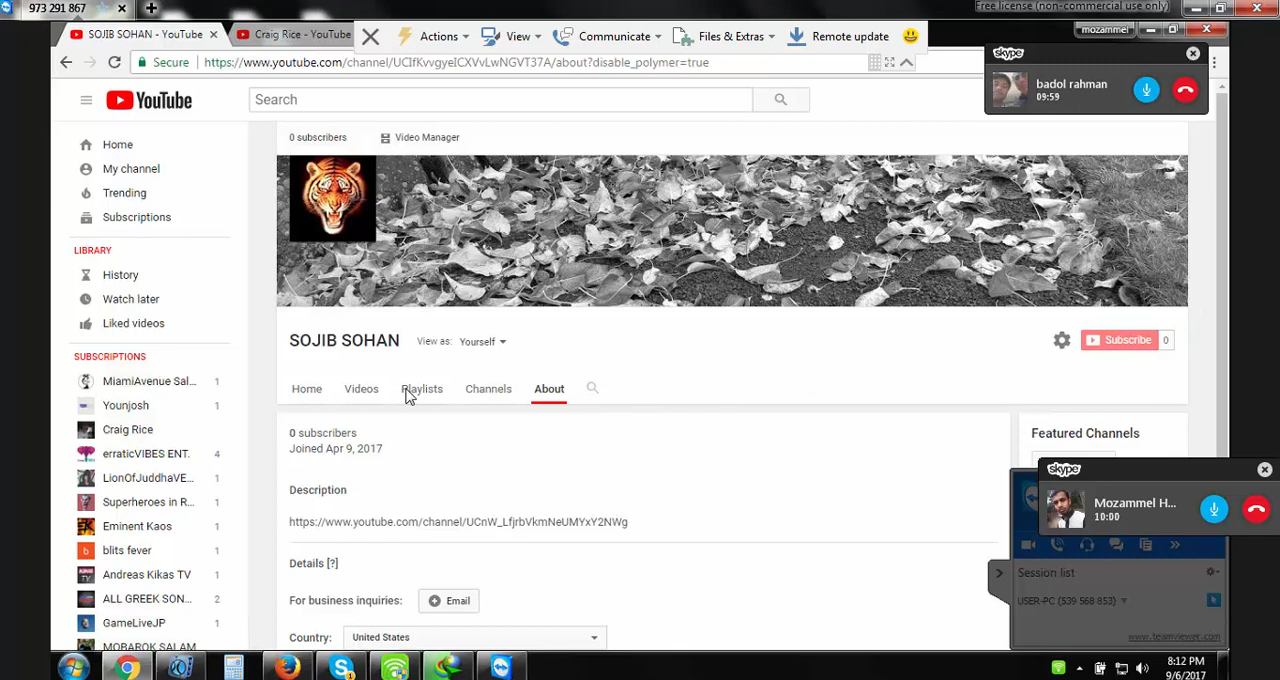 973 291 867
Free license (non-commercial use only)
SOJIB SOHAN - YouTube
Craig Rice - YouTube
Actions
View
Communicate
Files & Extras
Remote update
mozammel
Secure
https://www.youtube.com/channel/UCIfKvvgyeICXVvLwNGVT37A/about?disable_polymer=true
skype
badol rahman
09:59
YouTube
Search
0 subscribers
Video Manager
Home
My channel
Trending
Subscriptions
LIBRARY
History
Watch later
Liked videos
SUBSCRIPTIONS
MiamiAvenue Sal... 1
Younjosh 1
Craig Rice
erraticVIBES ENT. 4
LionOfJuddhaVE... 1
Superheroes in R... 1
Eminent Kaos 1
blits fever 1
Andreas Kikas TV 1
ALL GREEK SON... 2
GameLiveJP 1
MOBAROK SALAM
SOJIB SOHAN
View as: Yourself
Subscribe 0
Home
Videos
Playlists
Channels
About
0 subscribers
Joined Apr 9, 2017
Description
https://www.youtube.com/channel/UCnW_LfjrbVkmNeUMYxY2NWg
Details [?]
For business inquiries:
Email
Country:
United States
Featured Channels
skype
Mozammel H...
10:00
Session list
USER-PC (539 568 853)
www.teamviewer.com
8:12 PM
9/6/2017